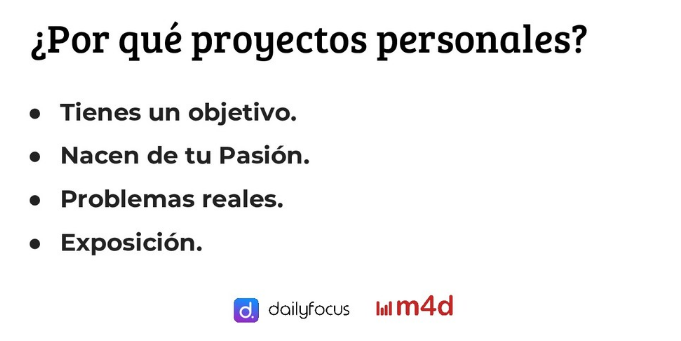 ¿Por qué proyectos personales?
● Tienes un objetivo.
● Nacen de tu Pasión.
● Problemas reales.
● Exposición.
d. dailyfocus m4d